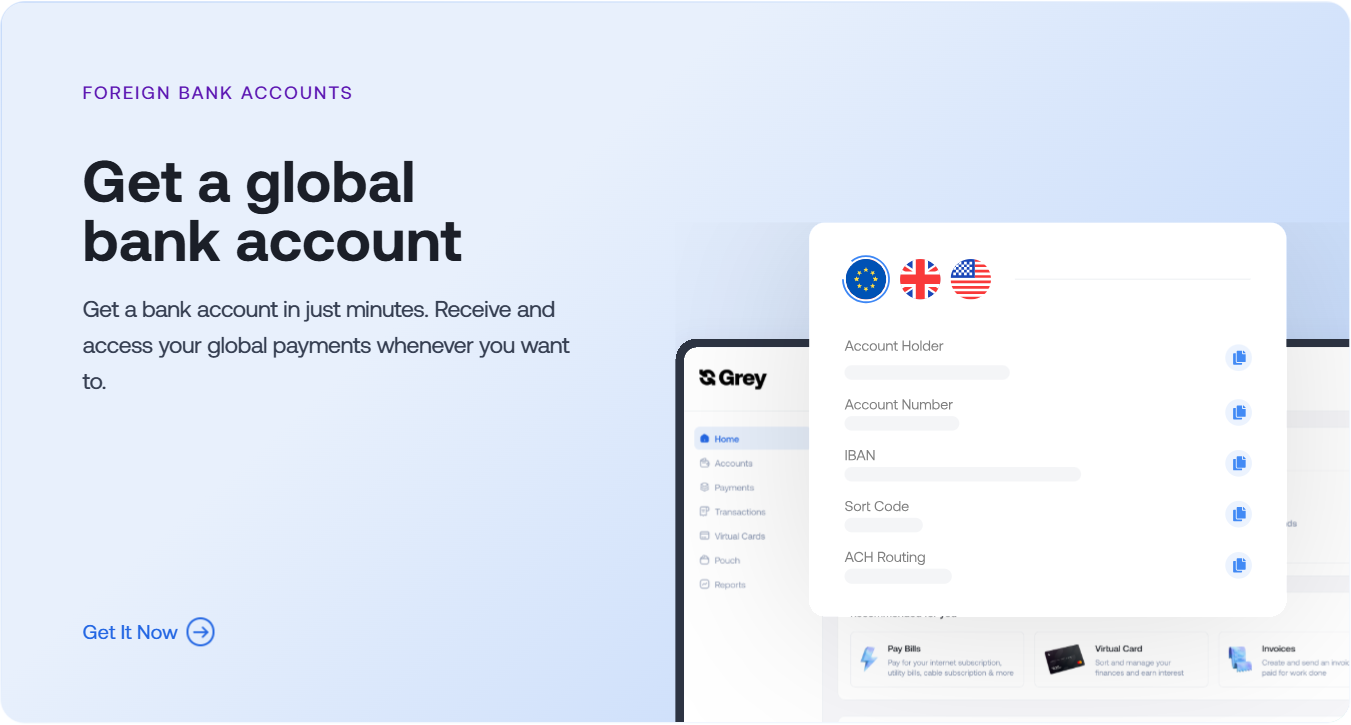 FOREIGN BANK ACCOUNTS
Get a global
bank account
Get a bank account in just minutes. Receive and
access your global payments whenever you want
to.
Get It Now
Grey
Home
Accounts
Payments
Transactions
Virtual Cards
Pouch
Reports
Account Holder
Account Number
IBAN
Sort Code
ACH Routing
ds
Pay Bills
Pay for your internet subscription,
utility bills, cable subscription & more
Virtual Card
Sort and manage your
finances and earn interest
Invoices
Create and send an invoic
paid for work done